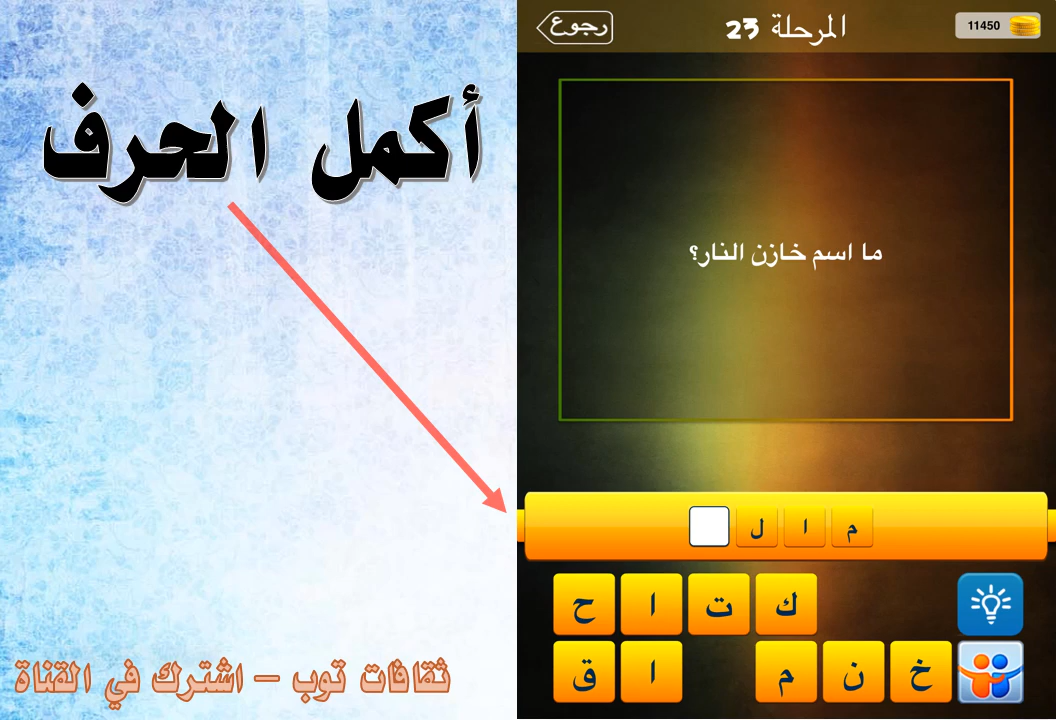 أكمل الحرف
ثقافات توب – اشترك في القناة
رجوع
المرحلة 23
11450
ما اسم خازن النار؟
م ا ل
ك ت ا ح
خ ن م ا ق